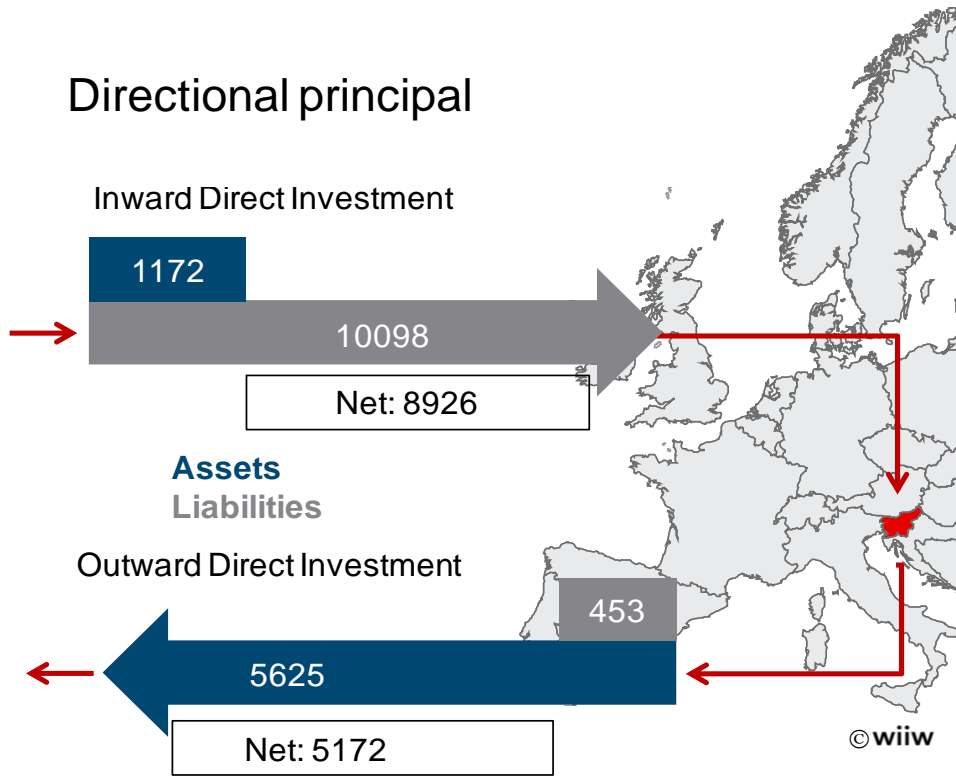 Directional principal
Inward Direct Investment
1172
10098
Net: 8926
Assets
Liabilities
Outward Direct Investment
453
5625
Net: 5172
©wiiw